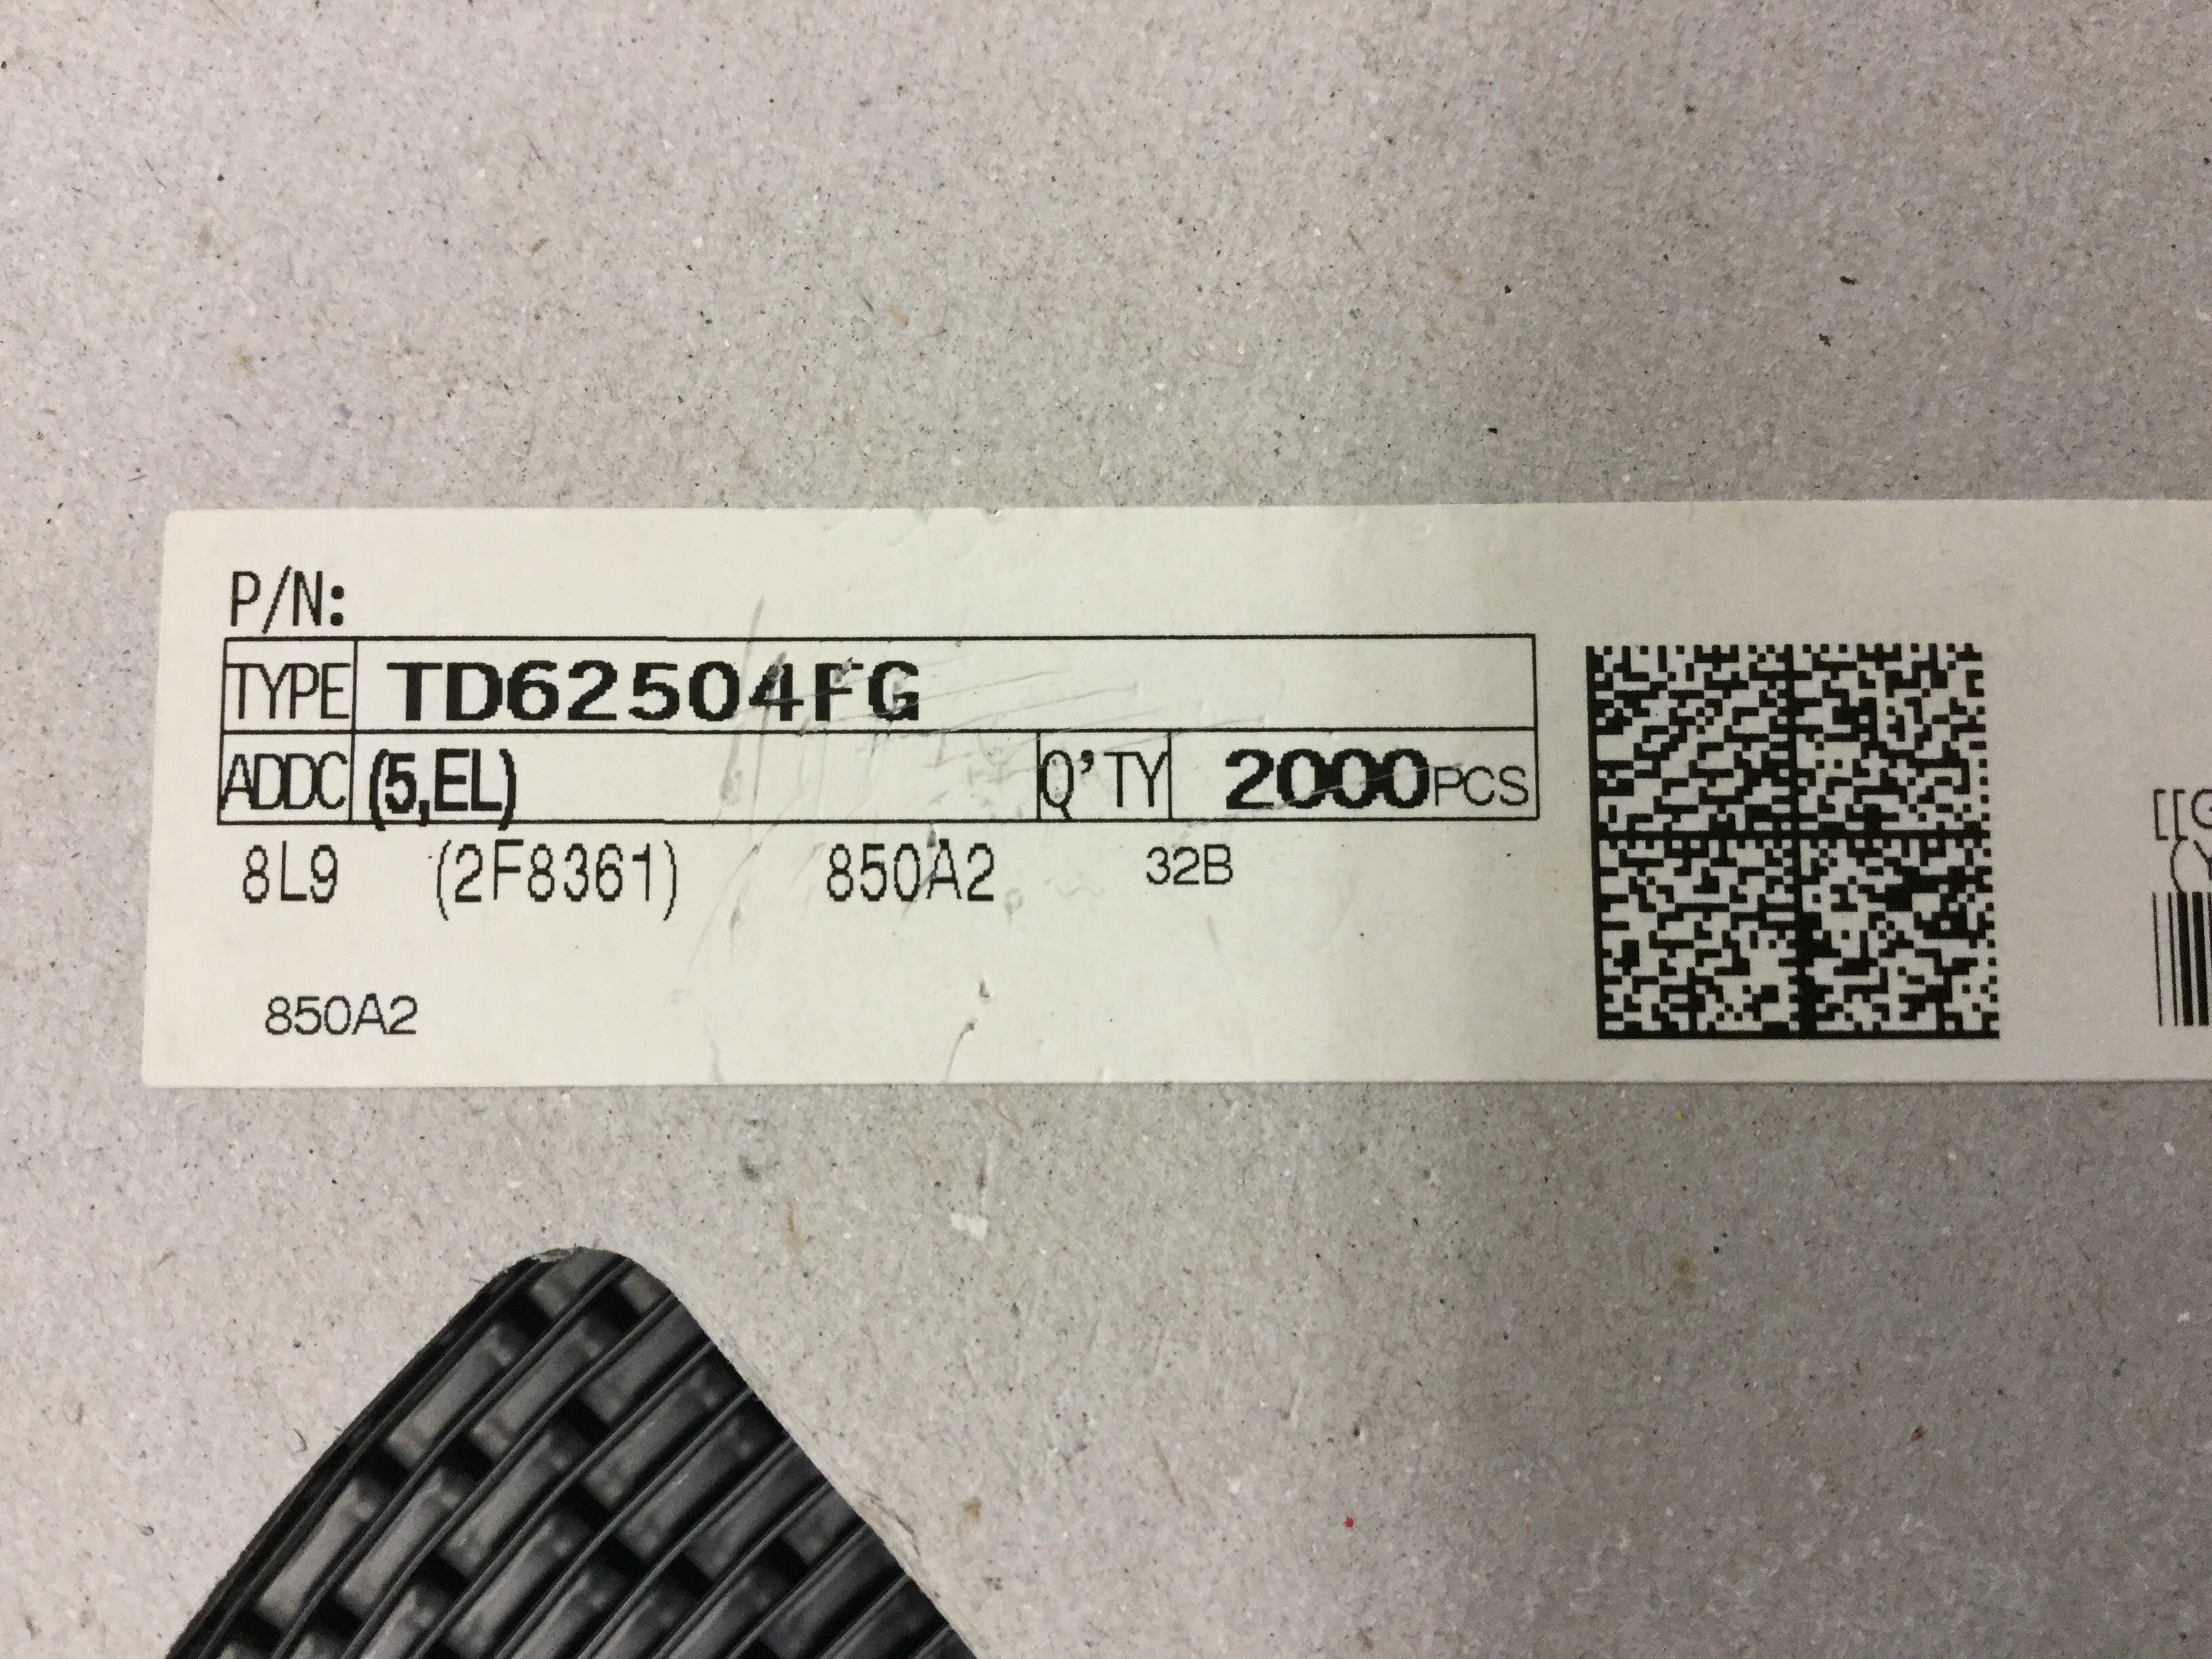 P/N:
TYPE TD62504FG
ADDC (5,EL) Q'TY 2000PCS
8L9 (2F8361) 850A2 32B
850A2
[[G
(Y